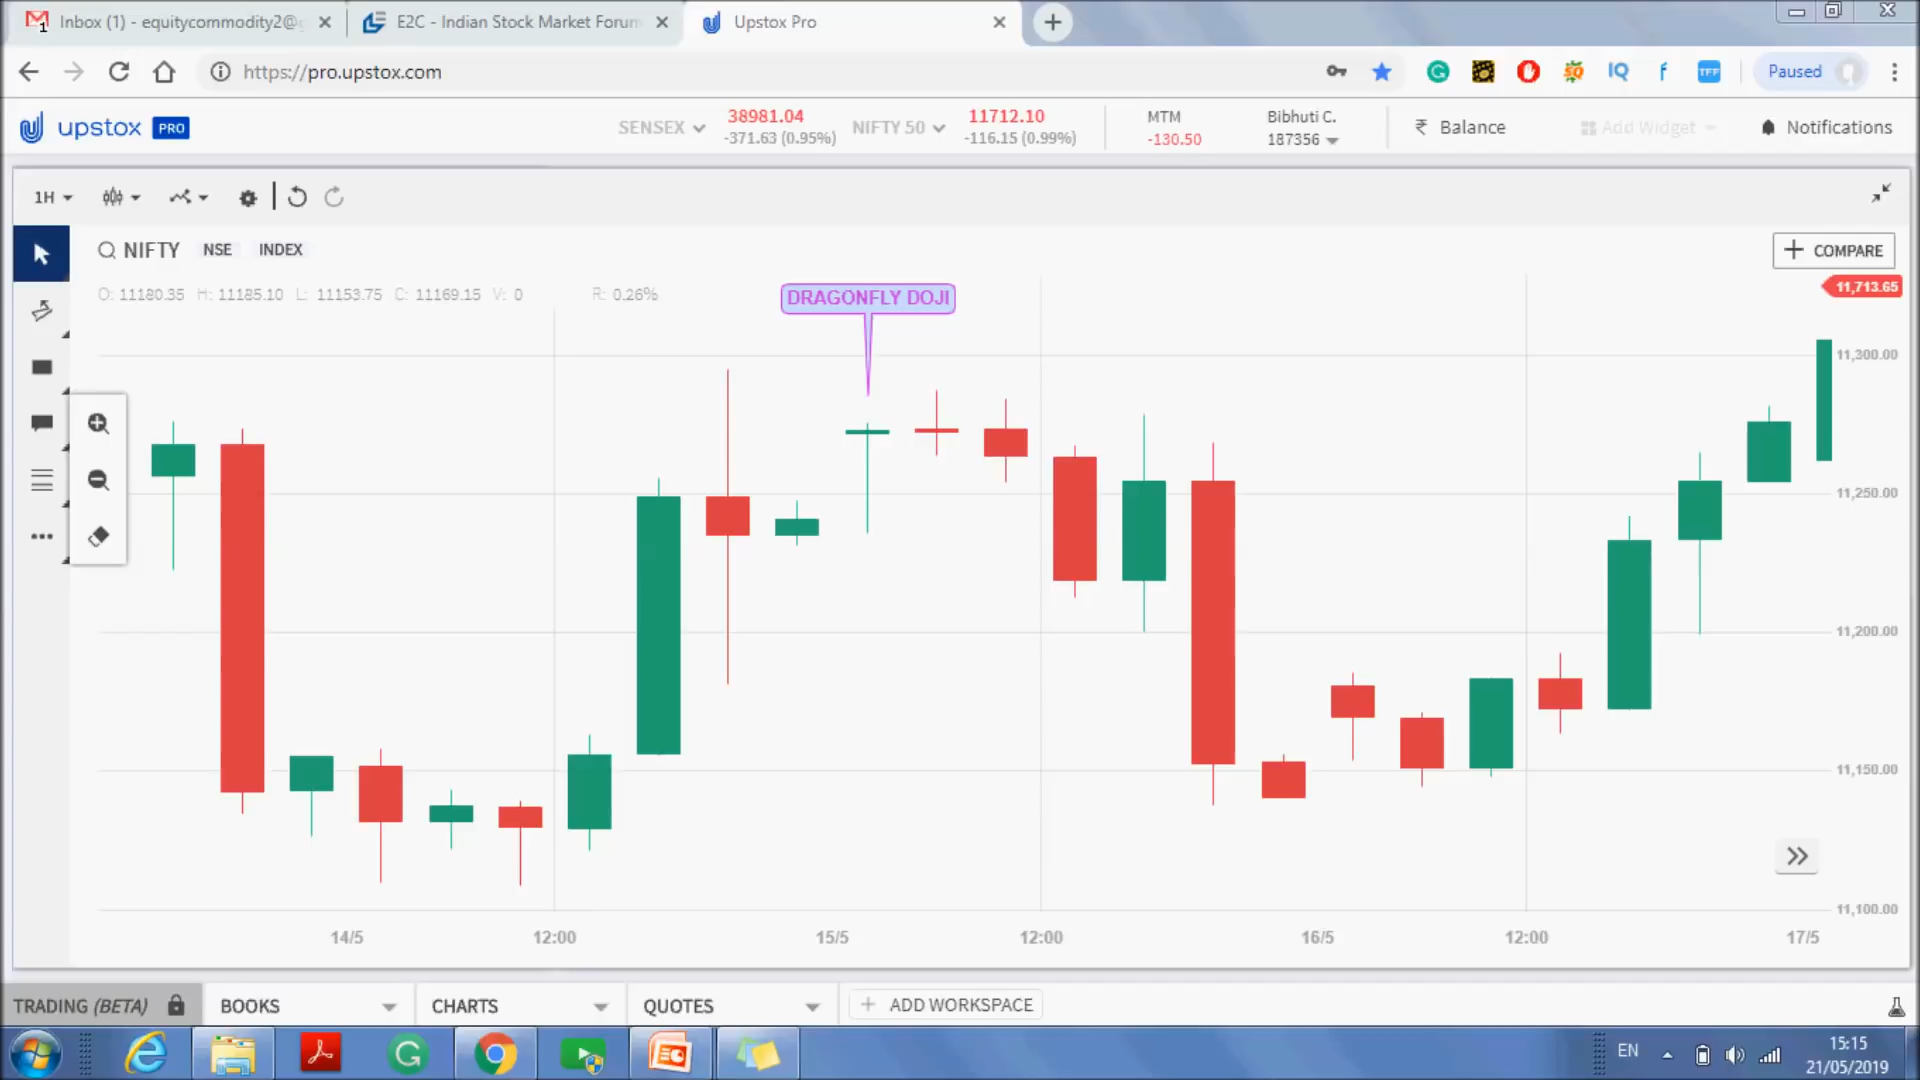 Inbox (1) - equitycommodity2@g
E2C - Indian Stock Market Forum
Upstox Pro
https://pro.upstox.com
Paused
upstox PRO
SENSEX
38981.04
-371.63 (0.95%)
NIFTY 50
11712.10
-116.15 (0.99%)
MTM
-130.50
Bibhuti C.
187356
₹ Balance
Add Widget
Notifications
1H
NIFTY NSE INDEX
+ COMPARE
O: 11180.35 H: 11185.10 L: 11153.75 C: 11169.15 V: 0 R: 0.26%
DRAGONFLY DOJI
11,713.65
11,300.00
11,250.00
11,200.00
11,150.00
11,100.00
14/5 12:00 15/5 12:00 16/5 12:00 17/5
TRADING (BETA) BOOKS CHARTS QUOTES + ADD WORKSPACE
EN
15:15
21/05/2019